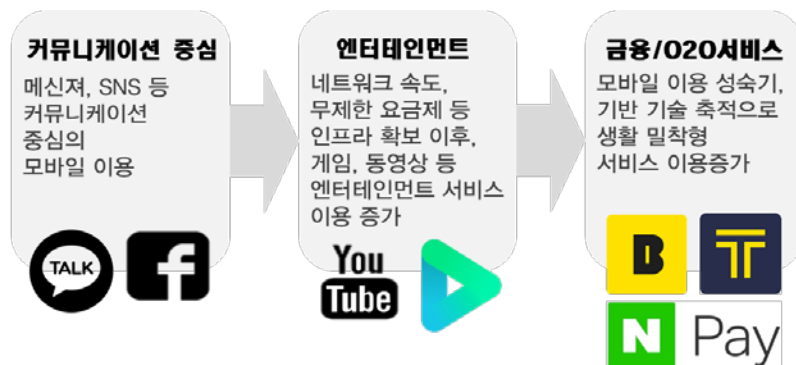 커뮤니케이션 중심
메신져, SNS 등
커뮤니케이션
중심의
모바일 이용
TALK
f
엔터테인먼트
네트워크 속도,
무제한 요금제 등
인프라 확보 이후,
게임, 동영상 등
엔터테인먼트 서비스
이용 증가
You
Tube
금융/O2O서비스
모바일 이용 성숙기,
기반 기술 축적으로
생활 밀착형
서비스 이용증가
B
T
N Pay